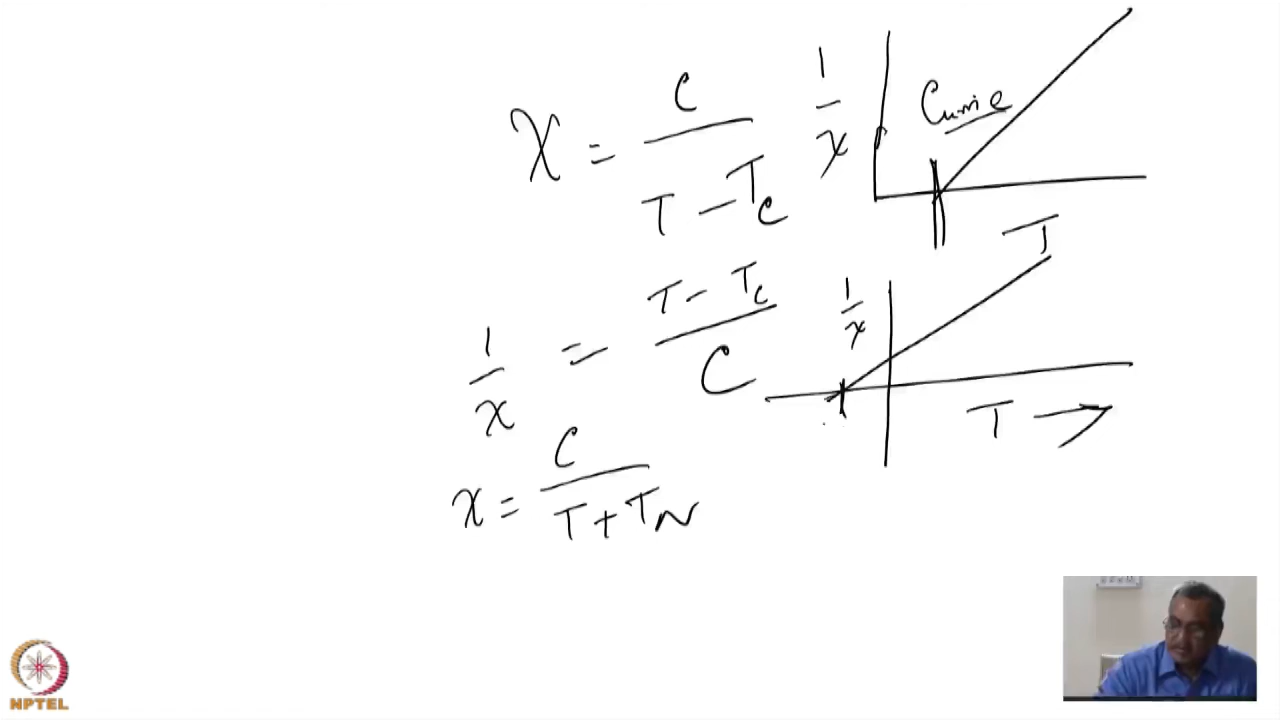 χ = C / (T - Tc)
1/χ
Curie
T
1/χ = (T - Tc) / C
1/χ
T →
χ = C / (T + TN)
NPTEL